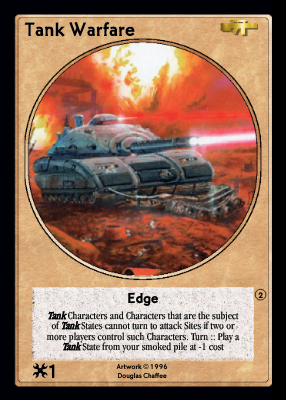 Tank Warfare
Edge
2
Tank Characters and Characters that are the subject
of Tank States cannot turn to attack Sites if two or
more players control such Characters. Turn :: Play a
Tank State from your smoked pile at -1 cost
1
Artwork © 1996
Douglas Chaffee